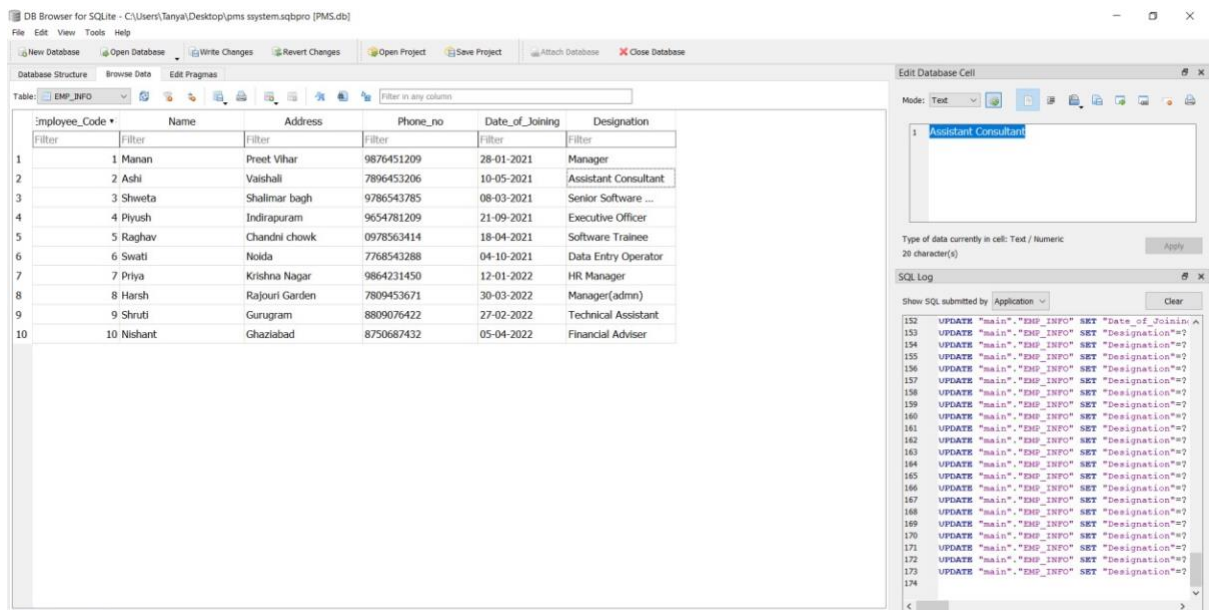 DB Browser for SQLite - C:\Users\Tanya\Desktop\pms ssystem.sqbpro [PMS.db]
File Edit View Tools Help
New Database Open Database Write Changes Revert Changes Open Project Save Project Attach Database Close Database
Database Structure Browse Data Edit Pragmas
Table: EMP_INFO Filter in any column
Employee_Code Name Address Phone_no Date_of_Joining Designation
Filter Filter Filter Filter Filter Filter
1 1 Manan Preet Vihar 9876451209 28-01-2021 Manager
2 2 Ashi Vaishali 7896453206 10-05-2021 Assistant Consultant
3 3 Shweta Shalimar bagh 9786543785 08-03-2021 Senior Software ...
4 4 Piyush Indirapuram 9654781209 21-09-2021 Executive Officer
5 5 Raghav Chandni chowk 0978563414 18-04-2021 Software Trainee
6 6 Swati Noida 7768543288 04-10-2021 Data Entry Operator
7 7 Priya Krishna Nagar 9864231450 12-01-2022 HR Manager
8 8 Harsh Rajouri Garden 7809453671 30-03-2022 Manager(admn)
9 9 Shruti Gurugram 8809076422 27-02-2022 Technical Assistant
10 10 Nishant Ghaziabad 8750687432 05-04-2022 Financial Adviser
Edit Database Cell
Mode: Text
1 Assistant Consultant
Type of data currently in cell: Text / Numeric
20 character(s)
Apply
SQL Log
Show SQL submitted by Application Clear
152 UPDATE "main"."EMP_INFO" SET "Date_of_Joining
153 UPDATE "main"."EMP_INFO" SET "Designation"=?
154 UPDATE "main"."EMP_INFO" SET "Designation"=?
155 UPDATE "main"."EMP_INFO" SET "Designation"=?
156 UPDATE "main"."EMP_INFO" SET "Designation"=?
157 UPDATE "main"."EMP_INFO" SET "Designation"=?
158 UPDATE "main"."EMP_INFO" SET "Designation"=?
159 UPDATE "main"."EMP_INFO" SET "Designation"=?
160 UPDATE "main"."EMP_INFO" SET "Designation"=?
161 UPDATE "main"."EMP_INFO" SET "Designation"=?
162 UPDATE "main"."EMP_INFO" SET "Designation"=?
163 UPDATE "main"."EMP_INFO" SET "Designation"=?
164 UPDATE "main"."EMP_INFO" SET "Designation"=?
165 UPDATE "main"."EMP_INFO" SET "Designation"=?
166 UPDATE "main"."EMP_INFO" SET "Designation"=?
167 UPDATE "main"."EMP_INFO" SET "Designation"=?
168 UPDATE "main"."EMP_INFO" SET "Designation"=?
169 UPDATE "main"."EMP_INFO" SET "Designation"=?
170 UPDATE "main"."EMP_INFO" SET "Designation"=?
171 UPDATE "main"."EMP_INFO" SET "Designation"=?
172 UPDATE "main"."EMP_INFO" SET "Designation"=?
173 UPDATE "main"."EMP_INFO" SET "Designation"=?
174